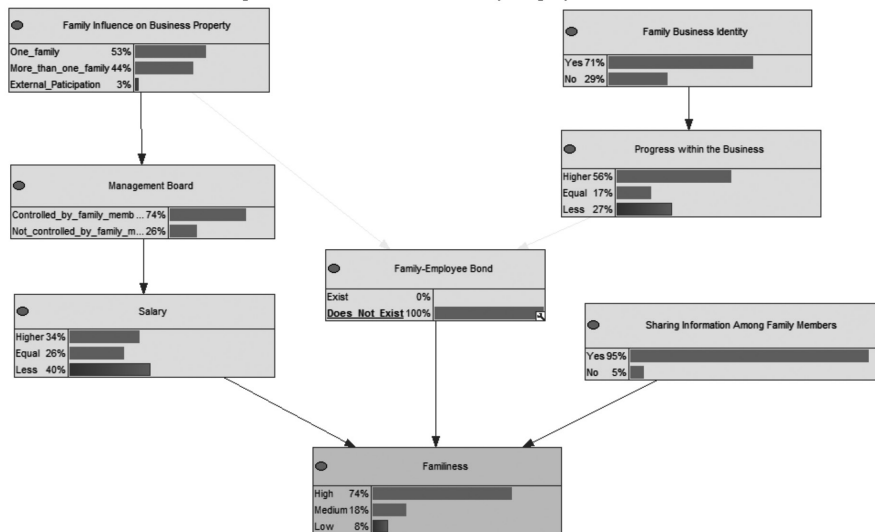 Family Influence on Business Property
One_family 53%
More_than_one_family 44%
External_Paticipation 3%
Family Business Identity
Yes 71%
No 29%
Management Board
Controlled_by_family_memb ... 74%
Not_controlled_by_family_m... 26%
Progress within the Business
Higher 56%
Equal 17%
Less 27%
Family-Employee Bond
Exist 0%
Does_Not_Exist 100%
Salary
Higher 34%
Equal 26%
Less 40%
Sharing Information Among Family Members
Yes 95%
No 5%
Familiness
High 74%
Medium 18%
Low 8%